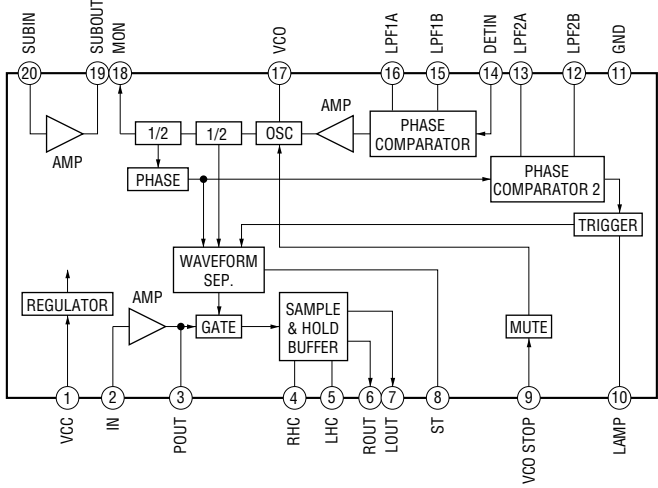 SUBIN
SUBOUT
MON
VCO
LPF1A
LPF1B
DETIN
LPF2A
LPF2B
GND
20
19
18
17
16
15
14
13
12
11
AMP
1/2
1/2
OSC
AMP
PHASE
COMPARATOR
PHASE
PHASE
COMPARATOR 2
TRIGGER
WAVEFORM
SEP.
REGULATOR
AMP
GATE
SAMPLE
& HOLD
BUFFER
MUTE
1
2
3
4
5
6
7
8
9
10
VCC
IN
POUT
RHC
LHC
ROUT
LOUT
ST
VCO STOP
LAMP